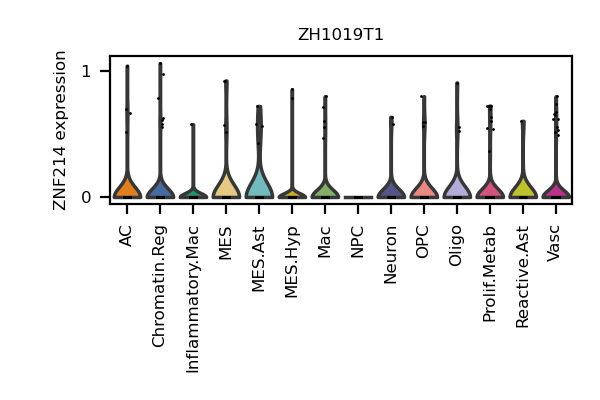 ZH1019T1
ZNF214 expression
1
0
AC
Chromatin.Reg
Inflammatory.Mac
MES
MES.Ast
MES.Hyp
Mac
NPC
Neuron
OPC
Oligo
Prolif.Metab
Reactive.Ast
Vasc